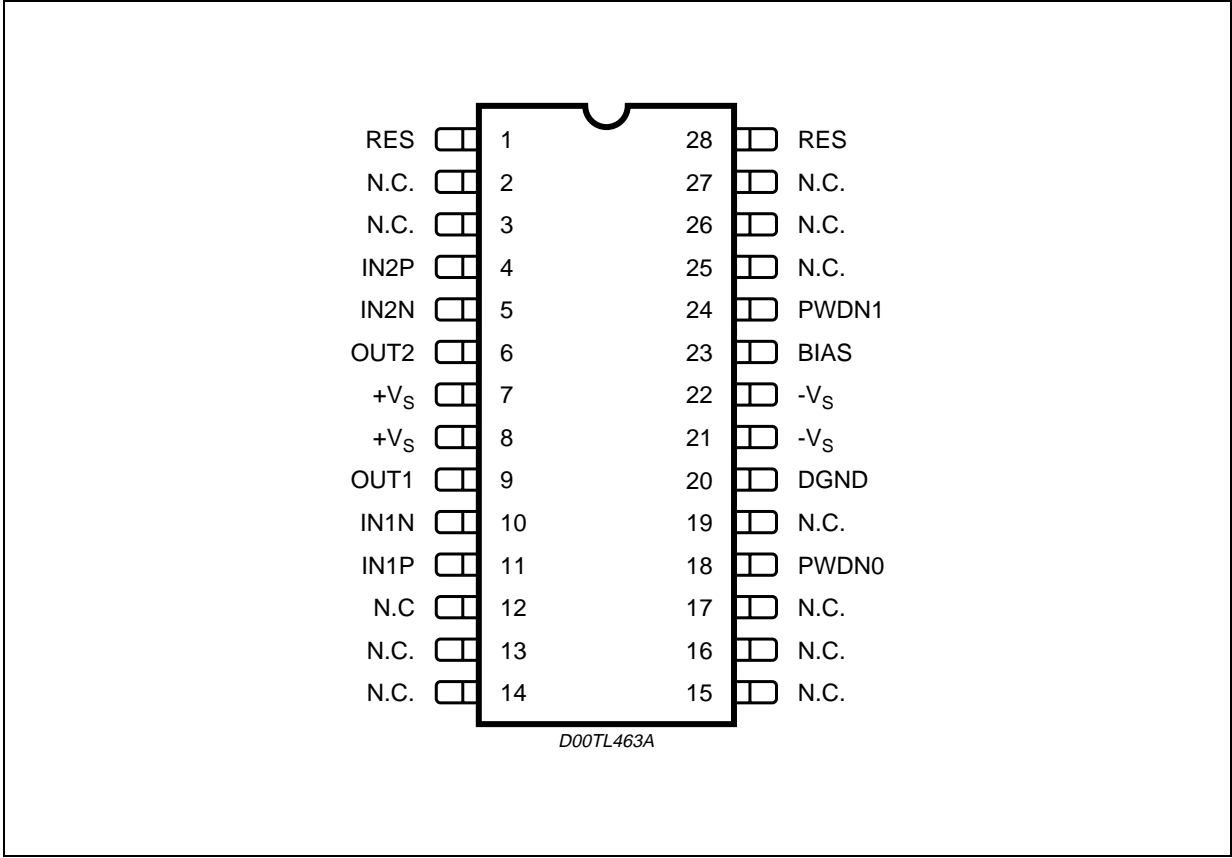 RES 1 28 RES
N.C. 2 27 N.C.
N.C. 3 26 N.C.
IN2P 4 25 N.C.
IN2N 5 24 PWDN1
OUT2 6 23 BIAS
+VS 7 22 -VS
+VS 8 21 -VS
OUT1 9 20 DGND
IN1N 10 19 N.C.
IN1P 11 18 PWDN0
N.C 12 17 N.C.
N.C. 13 16 N.C.
N.C. 14 15 N.C.
D00TL463A